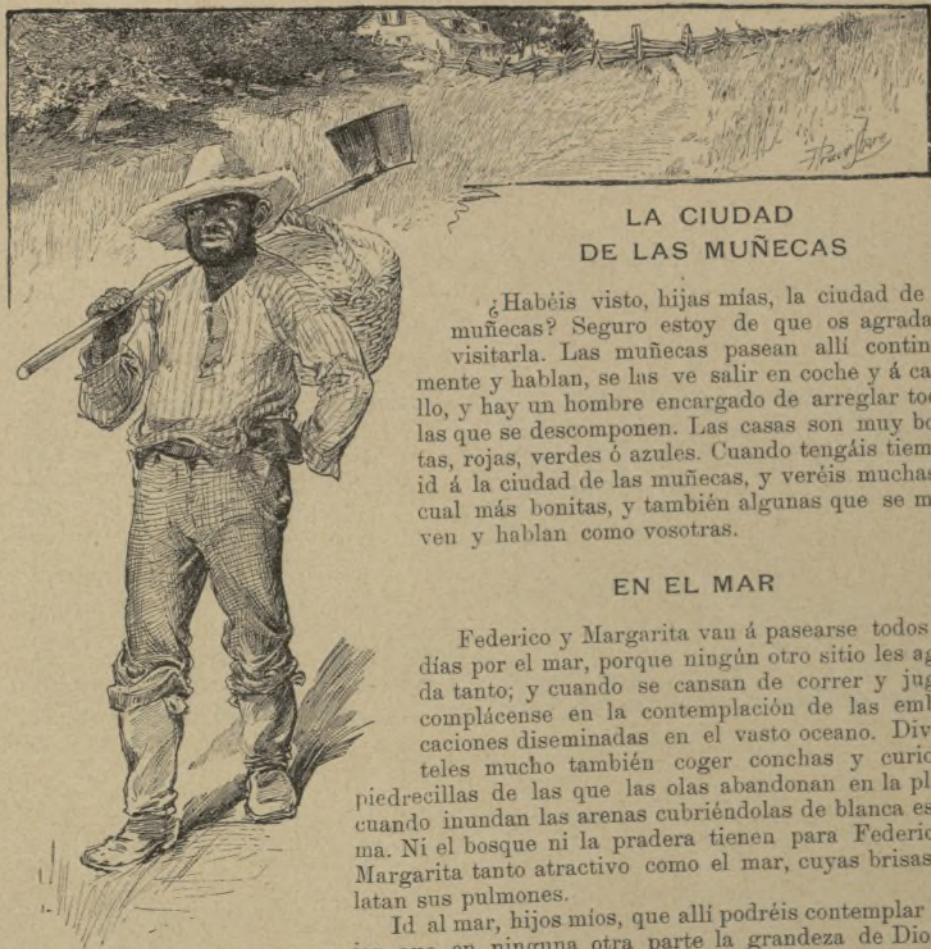 LA CIUDAD
DE LAS MUÑECAS
¿Habéis visto, hijas mías, la ciudad de
muñecas? Seguro estoy de que os agrada
visitarla. Las muñecas pasean allí contin
mente y hablan, se las ve salir en coche y á ca
llo, y hay un hombre encargado de arreglar to
las que se descomponen. Las casas son muy bo
tas, rojas, verdes ó azules. Cuando tengáis tiem
id á la ciudad de las muñecas, y veréis muchas
cual más bonitas, y también algunas que se m
ven y hablan como vosotras.
EN EL MAR
Federico y Margarita van á pasearse todos
días por el mar, porque ningún otro sitio les ag
da tanto; y cuando se cansan de correr y jug
complácense en la contemplación de las emb
caciones diseminadas en el vasto oceano. Div
teles mucho también coger conchas y curio
piedrecillas de las que las olas abandonan en la pl
cuando inundan las arenas cubriéndolas de blanca es
ma. Ni el bosque ni la pradera tienen para Federic
Margarita tanto atractivo como el mar, cuyas brisas
latan sus pulmones.
Id al mar, hijos míos, que allí podréis contemplar
que en ninguna otra parte la grandeza de Dio